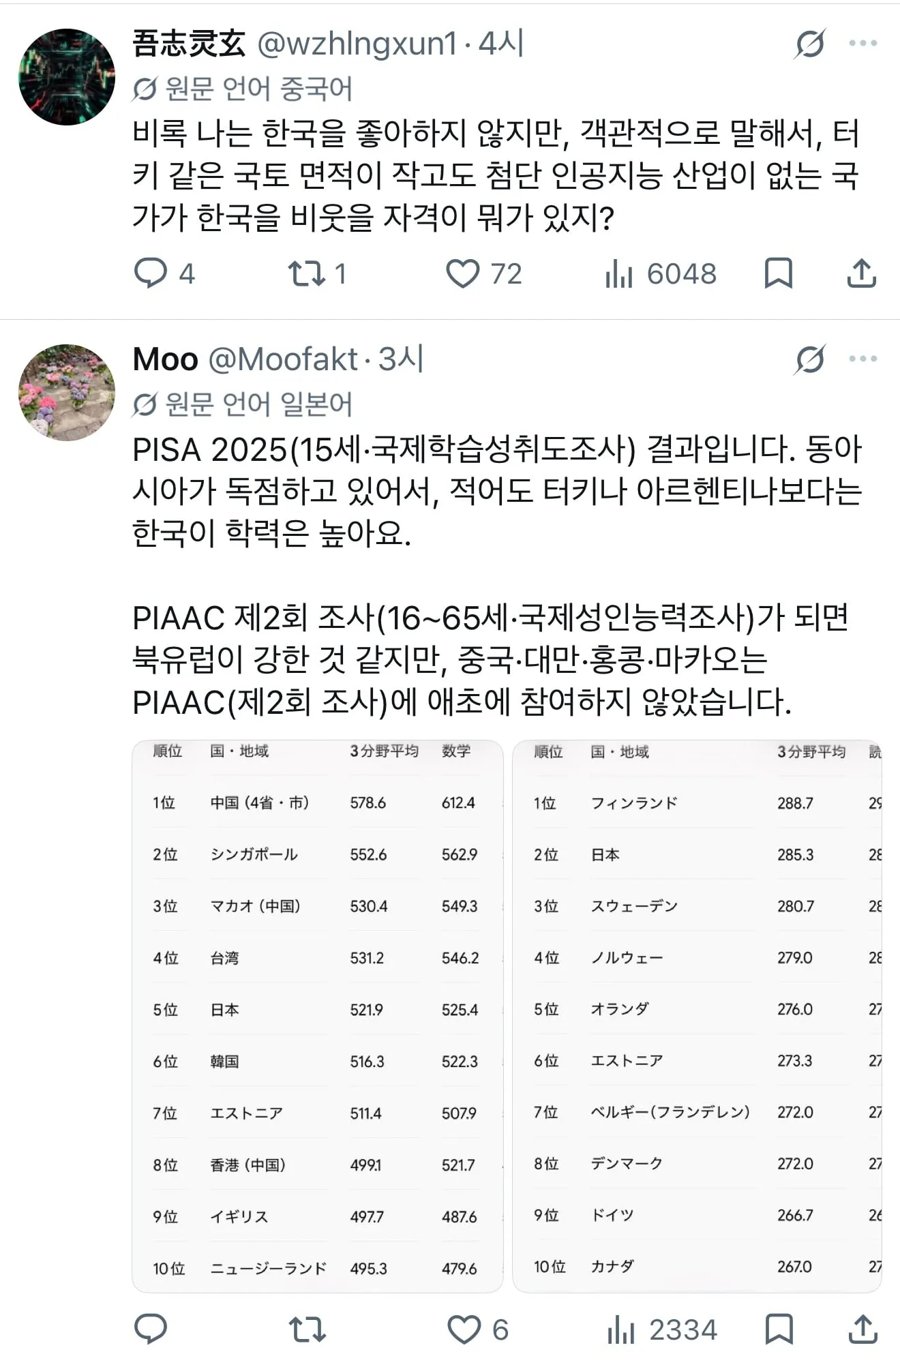 吾志灵玄 @wzhlngxun1 · 4시
원문 언어 중국어
비록 나는 한국을 좋아하지 않지만, 객관적으로 말해서, 터
키 같은 국토 면적이 작고도 첨단 인공지능 산업이 없는 국
가가 한국을 비웃을 자격이 뭐가 있지?
4 1 72 6048
Moo @Moofakt · 3시
원문 언어 일본어
PISA 2025(15세·국제학습성취도조사) 결과입니다. 동아
시아가 독점하고 있어서, 적어도 터키나 아르헨티나보다는
한국이 학력은 높아요.
PIAAC 제2회 조사(16~65세·국제성인능력조사)가 되면
북유럽이 강한 것 같지만, 중국·대만·홍콩·마카오는
PIAAC(제2회 조사)에 애초에 참여하지 않았습니다.
順位 国・地域 3分野平均 数学
1位 中国(4省・市) 578.6 612.4
2位 シンガポール 552.6 562.9
3位 マカオ(中国) 530.4 549.3
4位 台湾 531.2 546.2
5位 日本 521.9 525.4
6位 韓国 516.3 522.3
7位 エストニア 511.4 507.9
8位 香港(中国) 499.1 521.7
9位 イギリス 497.7 487.6
10位 ニュージーランド 495.3 479.6
順位 国・地域 3分野平均 読
1位 フィンランド 288.7 29
2位 日本 285.3 28
3位 スウェーデン 280.7 28
4位 ノルウェー 279.0 28
5位 オランダ 276.0 27
6位 エストニア 273.3 27
7位 ベルギー(フランデレン) 272.0 27
8位 デンマーク 272.0 27
9位 ドイツ 266.7 26
10位 カナダ 267.0 27
6 2334